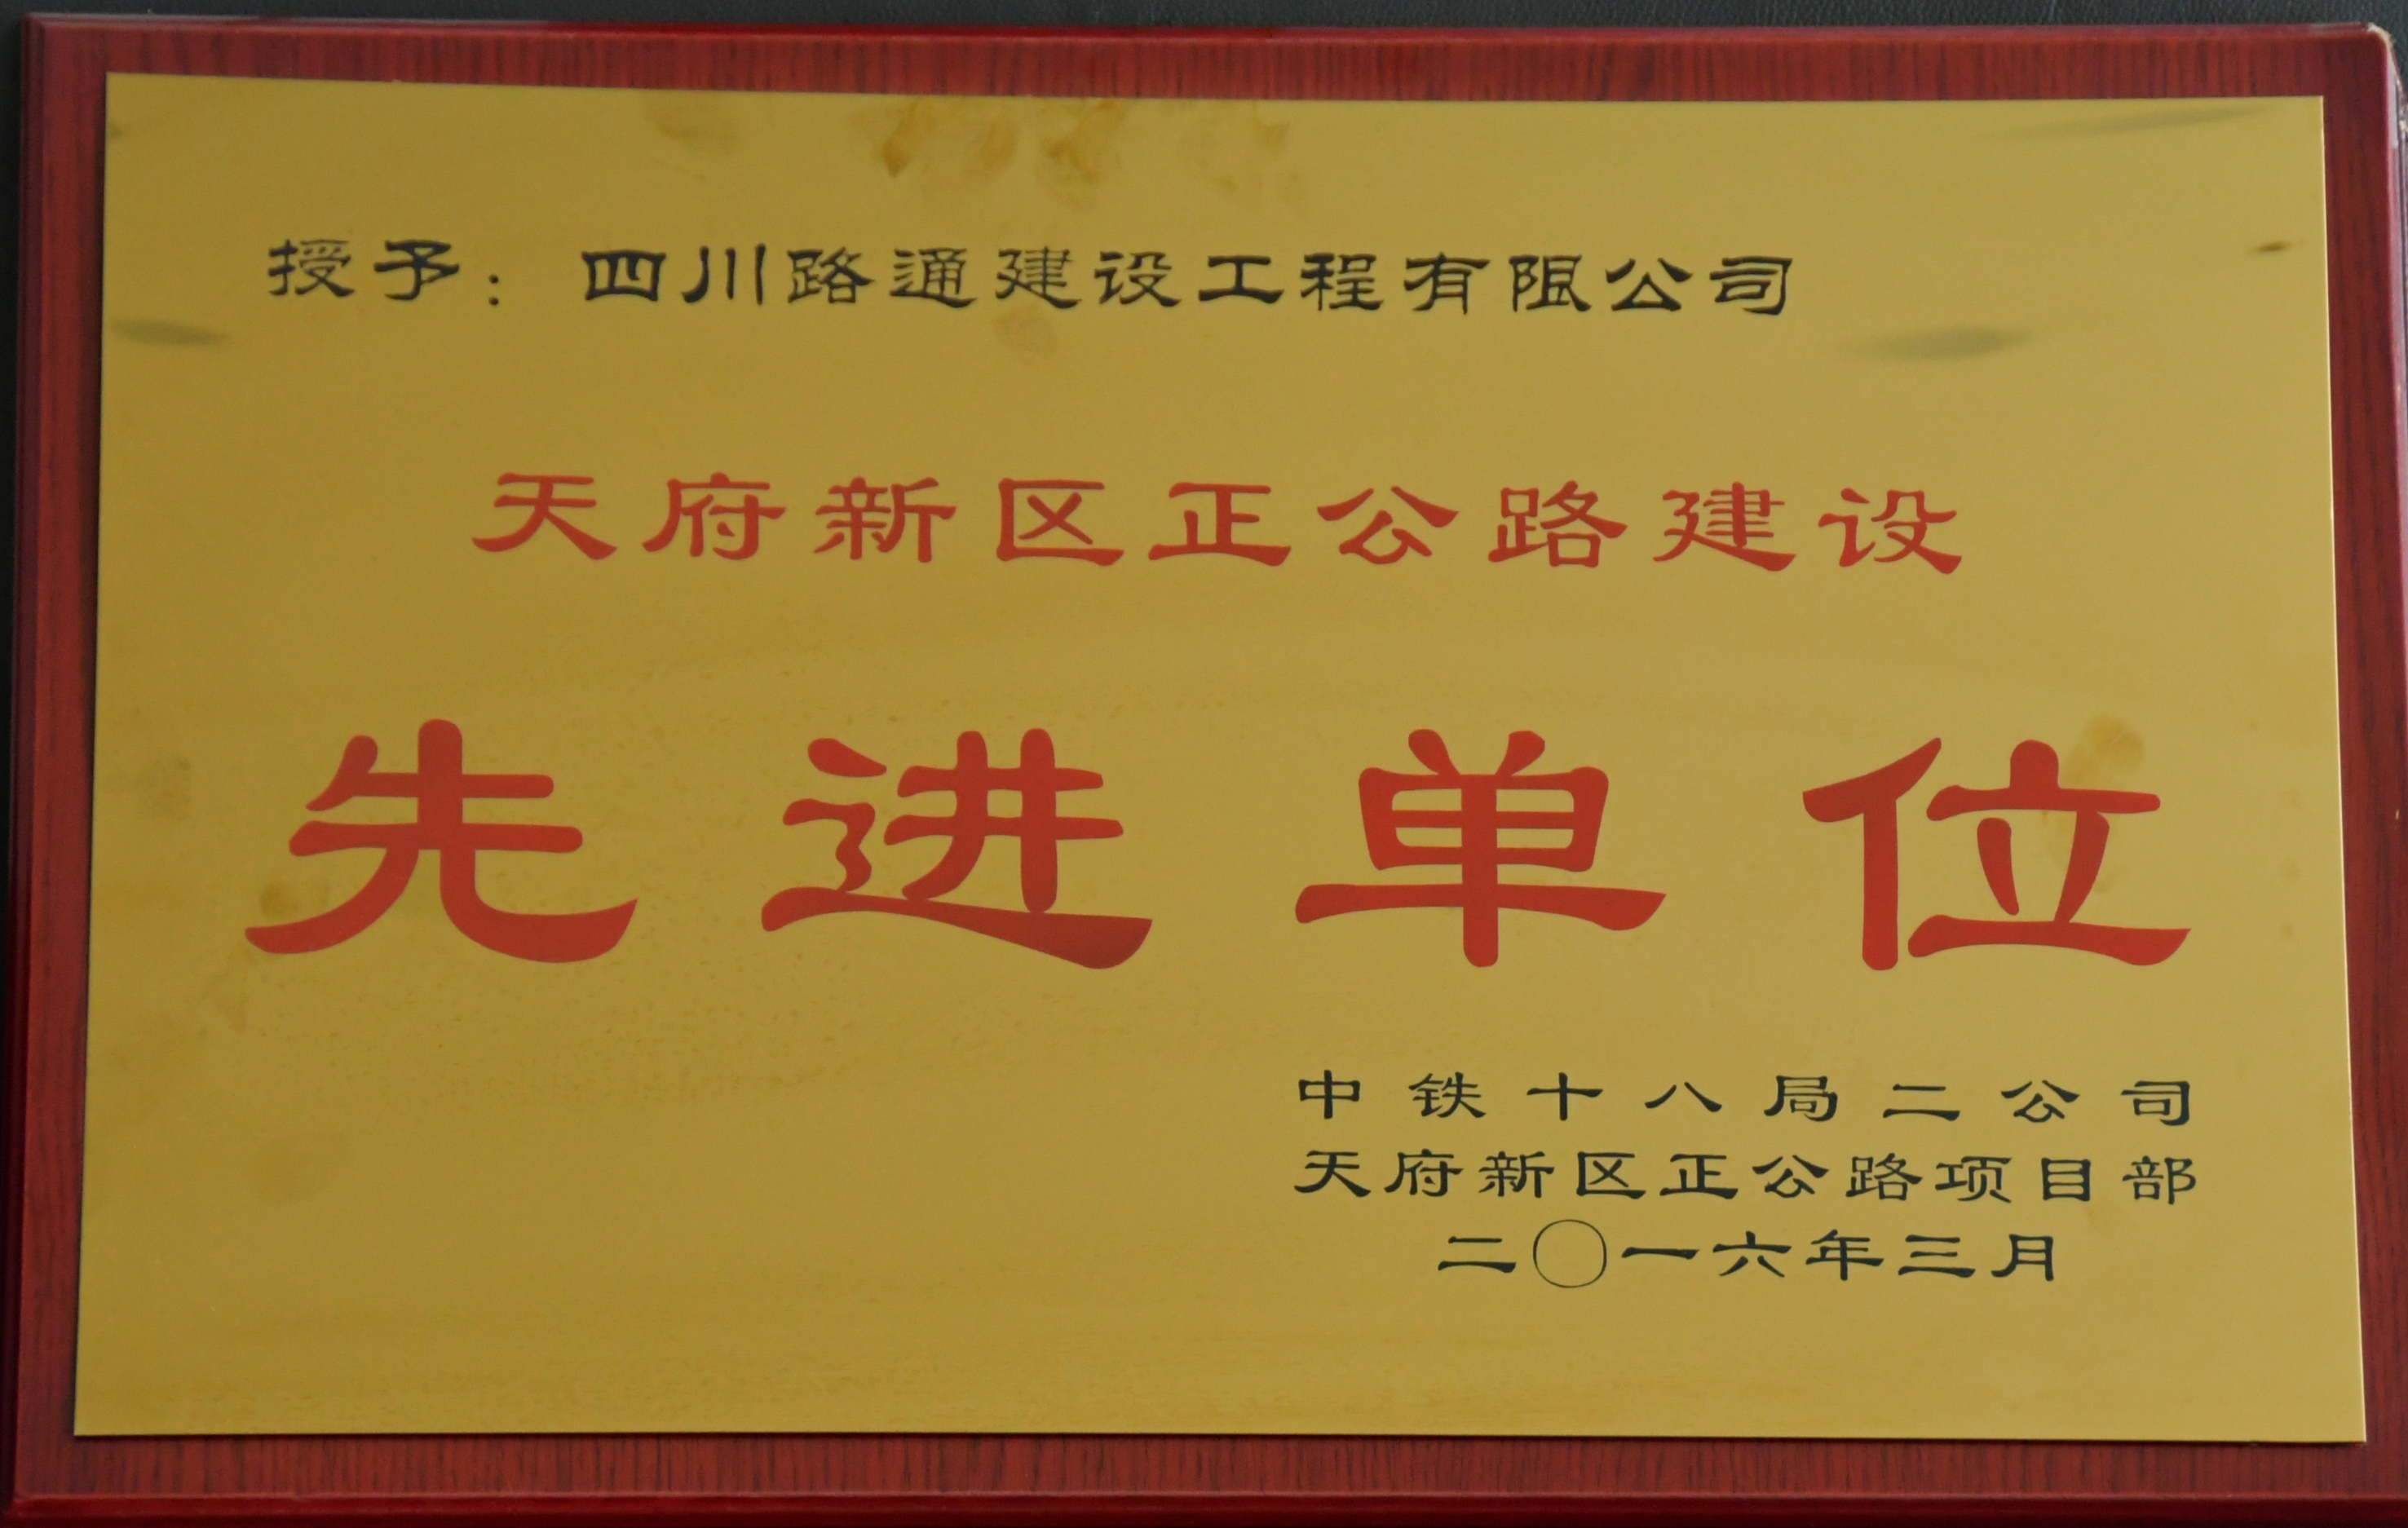 授予：四川路通建设工程有限公司
天府新区正公路建设
先进单位
中铁十八局二公司
天府新区正公路项目部
二〇一六年三月